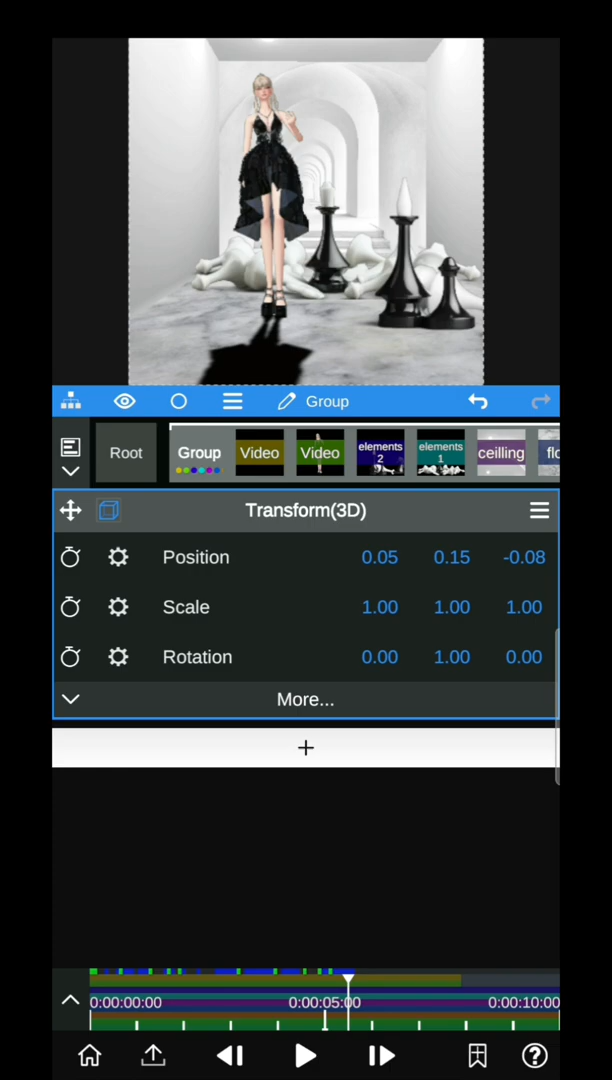 Group
Root
Group
Video
Video
elements
2
elements
1
ceilling
flo
Transform(3D)
Position 0.05 0.15 -0.08
Scale 1.00 1.00 1.00
Rotation 0.00 1.00 0.00
More...
+
0:00:00:00 0:00:05:00 0:00:10:00
?